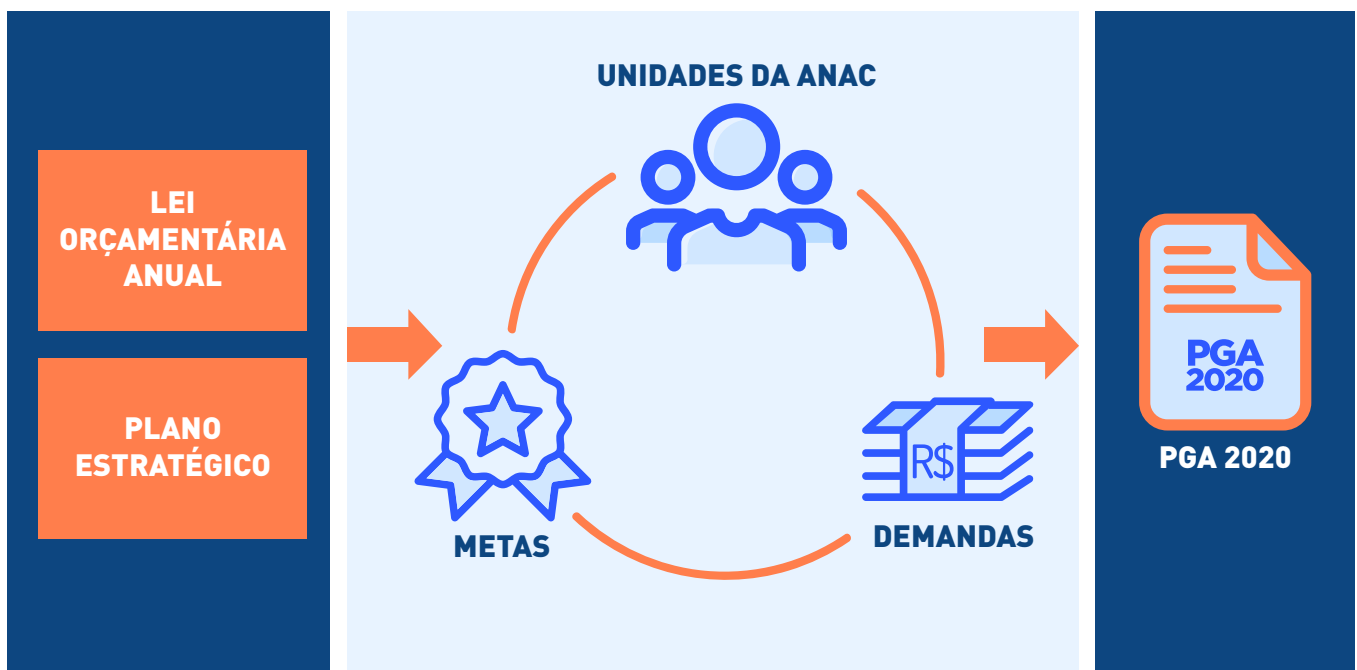 LEI
ORÇAMENTÁRIA
ANUAL
PLANO
ESTRATÉGICO
UNIDADES DA ANAC
METAS
R$
DEMANDAS
PGA
2020
PGA 2020